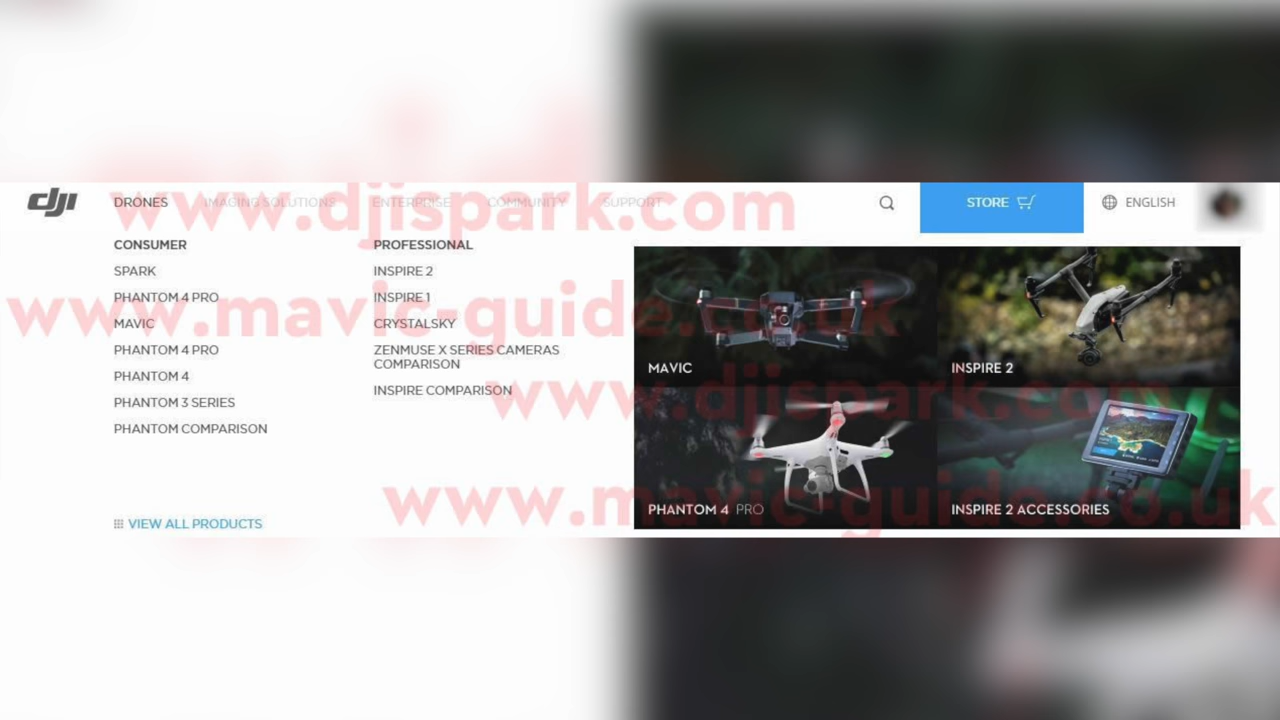 www.djispark.com
dji
DRONES IMAGING SOLUTIONS ENTERPRISE COMMUNITY SUPPORT STORE ENGLISH
CONSUMER
SPARK
PHANTOM 4 PRO
MAVIC
PHANTOM 4 PRO
PHANTOM 4
PHANTOM 3 SERIES
PHANTOM COMPARISON
VIEW ALL PRODUCTS
PROFESSIONAL
INSPIRE 2
INSPIRE 1
CRYSTALSKY
ZENMUSE X SERIES CAMERAS
COMPARISON
INSPIRE COMPARISON
MAVIC
INSPIRE 2
PHANTOM 4 PRO
INSPIRE 2 ACCESSORIES
www.mavic-guide.co.uk
www.djispark.com
www.mavic-guide.co.uk